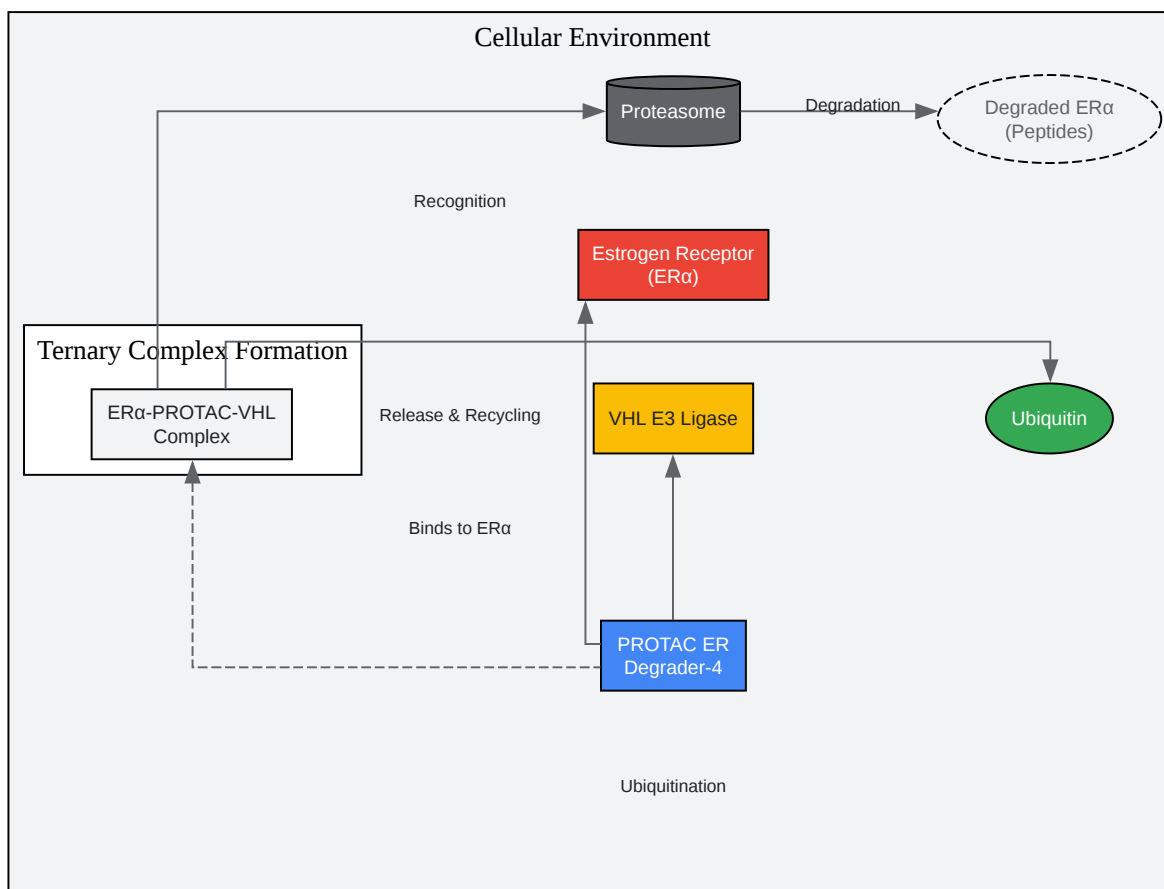 Cellular Environment
Proteasome
Degradation
Degraded ERα
(Peptides)
Recognition
Estrogen Receptor
(ERα)
Ternary Complex Formation
ERα-PROTAC-VHL
Complex
Release & Recycling
VHL E3 Ligase
Ubiquitin
Binds to ERα
PROTAC ER
Degrader-4
Ubiquitination